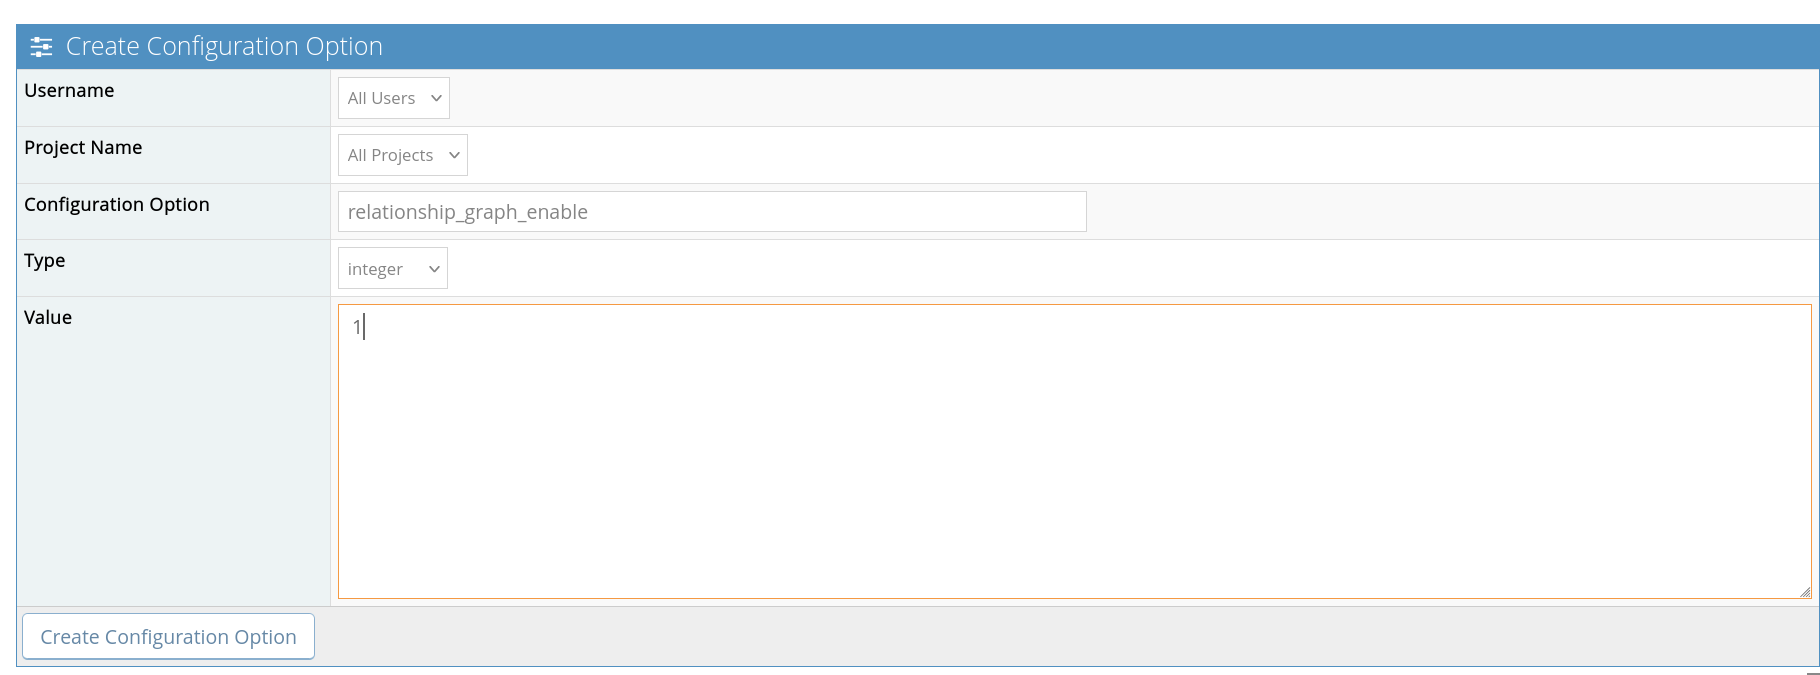 Create Configuration Option
Username
All Users
Project Name
All Projects
Configuration Option
relationship_graph_enable
Type
integer
Value
1
Create Configuration Option